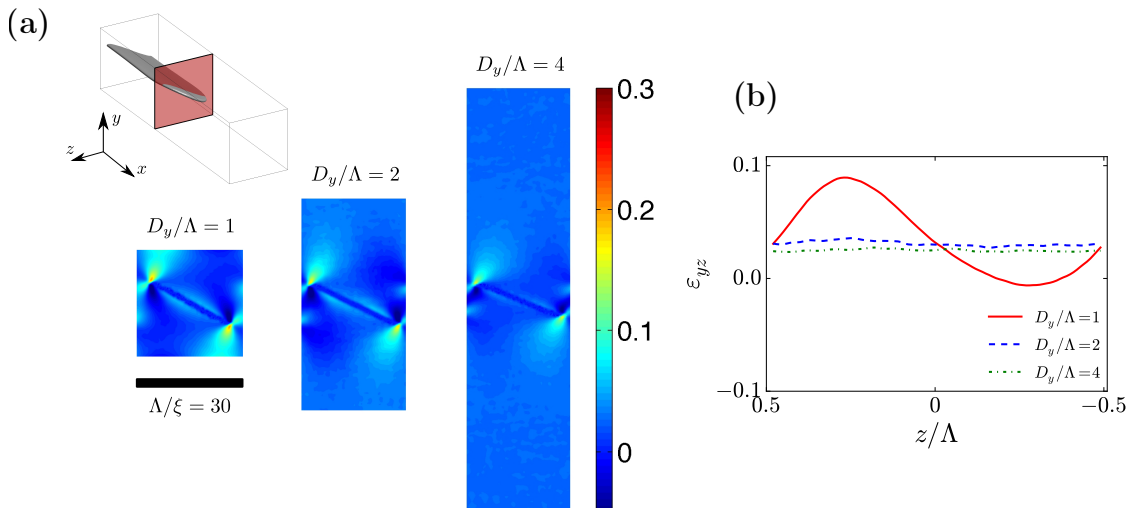 (a)
y
z
x
D_y/Λ = 1
Λ/ξ = 30
D_y/Λ = 2
D_y/Λ = 4
0.3
0.2
0.1
0
(b)
0.1
0.0
−0.1
ε_yz
0.5
0
−0.5
z/Λ
D_y/Λ=1
D_y/Λ=2
D_y/Λ=4